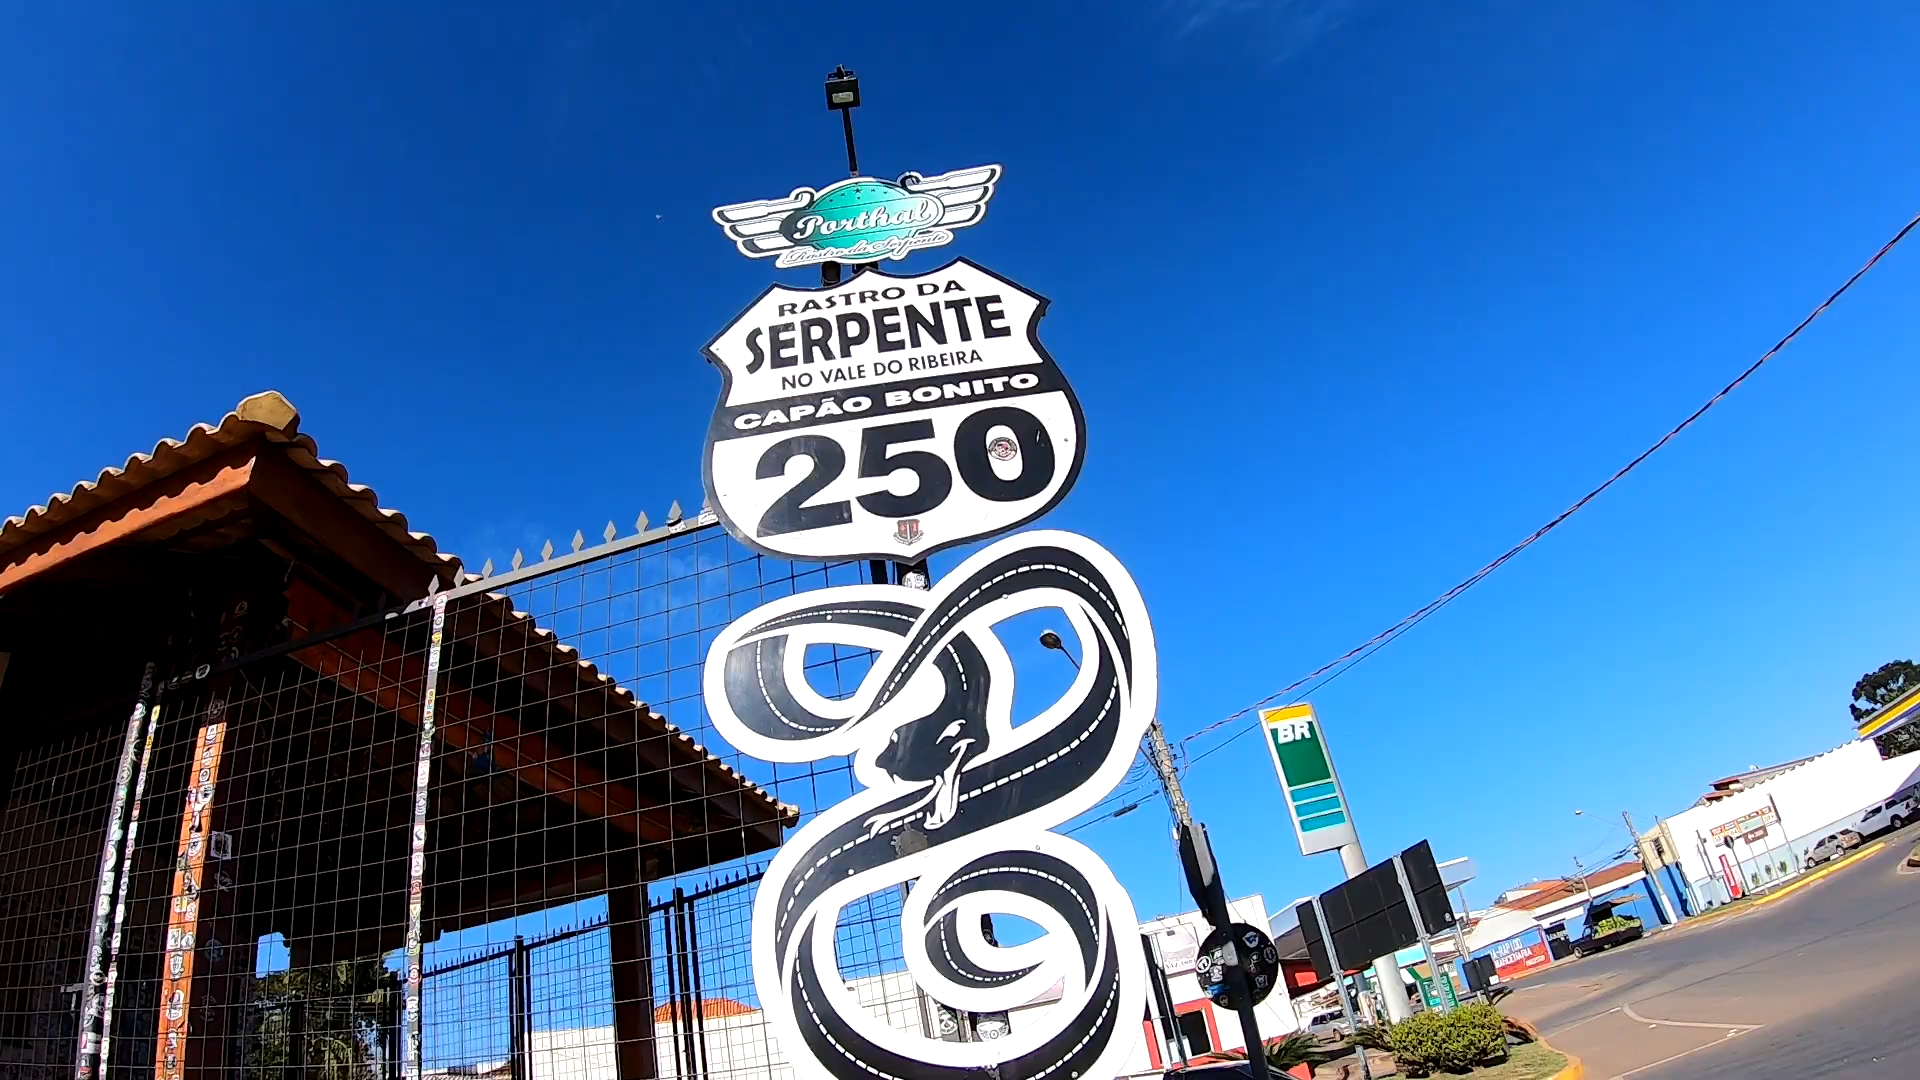 Porthal
Rastro da Serpente
RASTRO DA
SERPENTE
NO VALE DO RIBEIRA
CAPÃO BONITO
250
BR